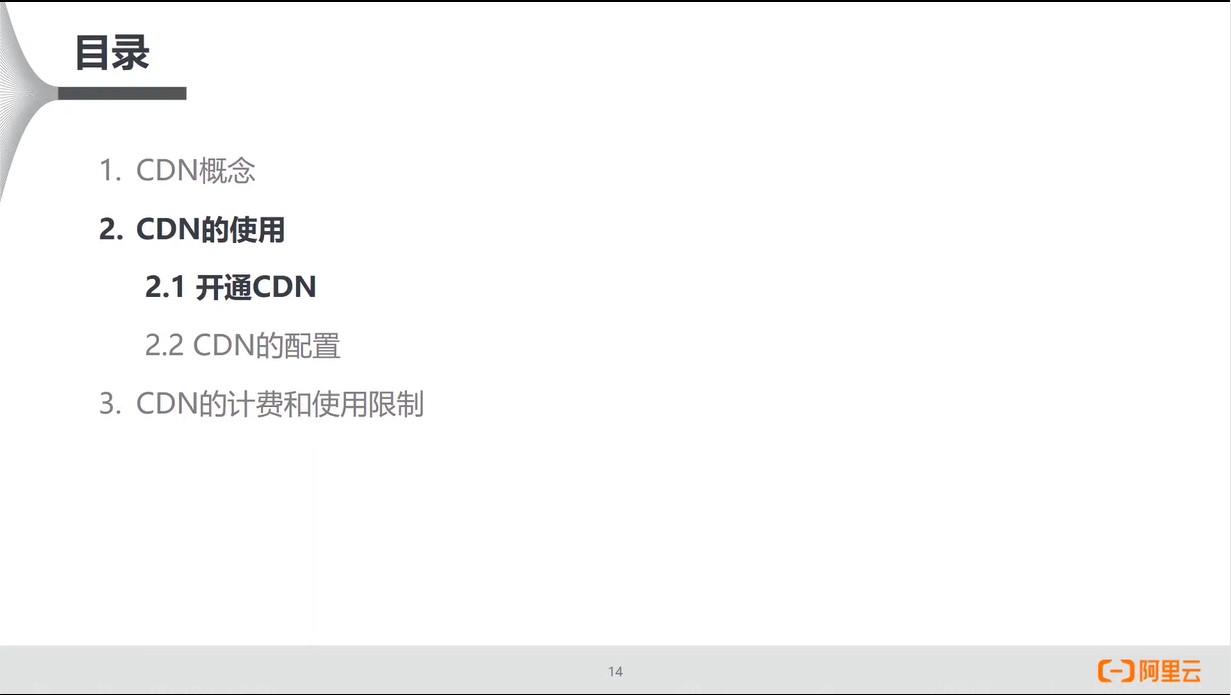 目录
1. CDN概念
2. CDN的使用
2.1 开通CDN
2.2 CDN的配置
3. CDN的计费和使用限制
14
阿里云